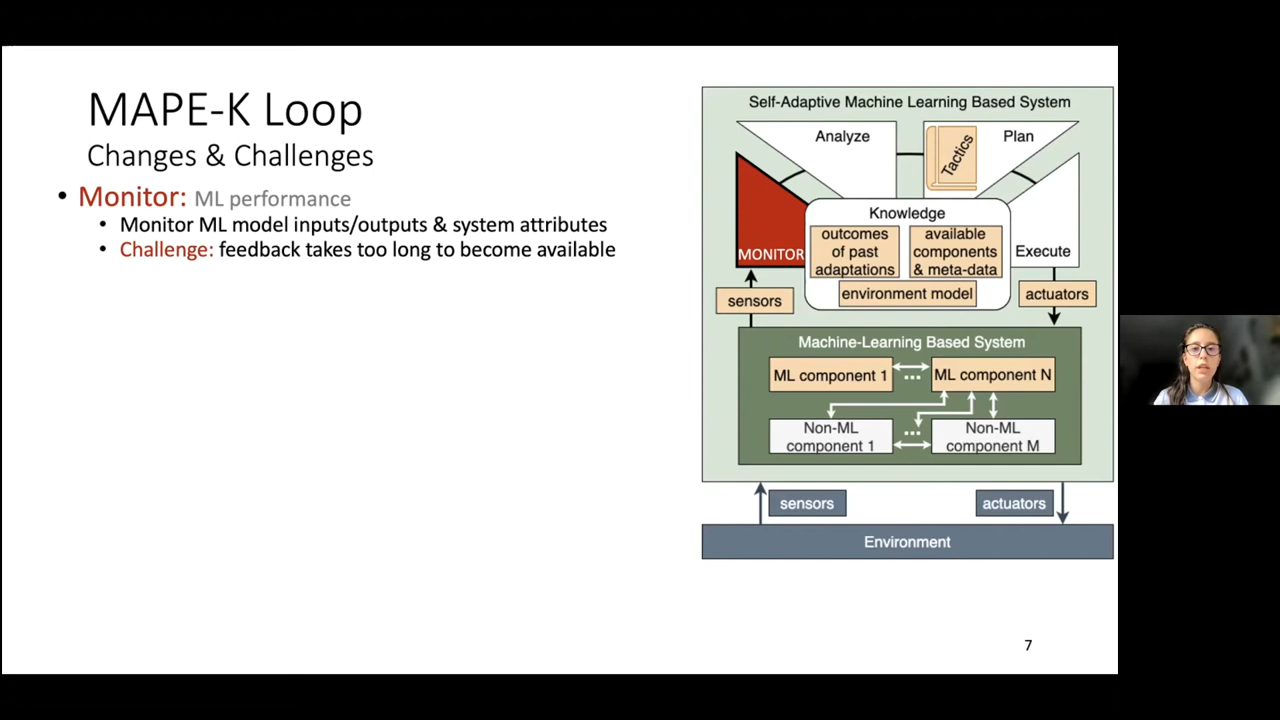 MAPE-K Loop
Changes & Challenges
• Monitor: ML performance
• Monitor ML model inputs/outputs & system attributes
• Challenge: feedback takes too long to become available
Self-Adaptive Machine Learning Based System
Analyze
Plan
Tactics
MONITOR
Knowledge
outcomes
of past
adaptations
available
components
& meta-data
environment model
Execute
sensors
actuators
Machine-Learning Based System
ML component 1
...
ML component N
Non-ML
component 1
...
Non-ML
component M
sensors
actuators
Environment
7